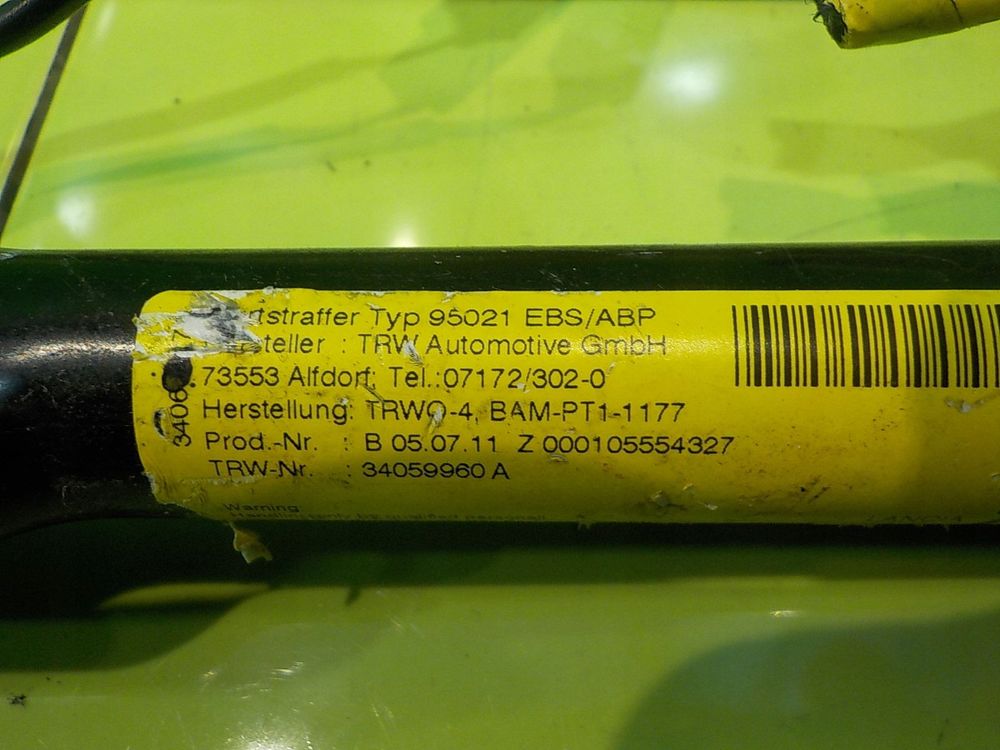 rtstraffer Typ 95021 EBS/ABP
steller : TRW Automotive GmbH
73553 Alfdorf, Tel.:07172/302-0
Herstellung: TRWO-4, BAM-PT1-1177
Prod.-Nr. : B 05.07.11 Z 000105554327
TRW-Nr. : 34059960 A
Warning
3406